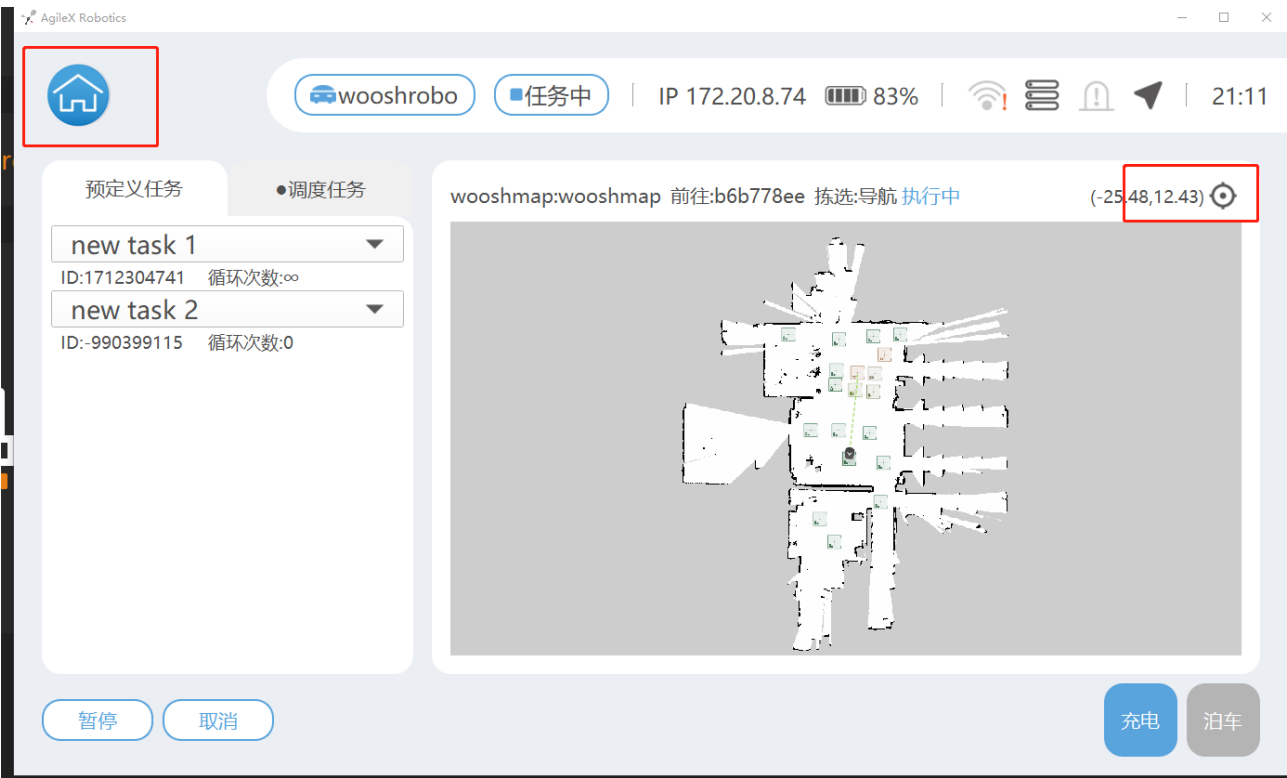 AgileX Robotics
wooshrobo 任务中 IP 172.20.8.74 83% 21:11
预定义任务 ●调度任务
new task 1
ID:1712304741 循环次数:∞
new task 2
ID:-990399115 循环次数:0
wooshmap:wooshmap 前往:b6b778ee 拣选:导航 执行中 (-25.48,12.43)
暂停 取消 充电 泊车